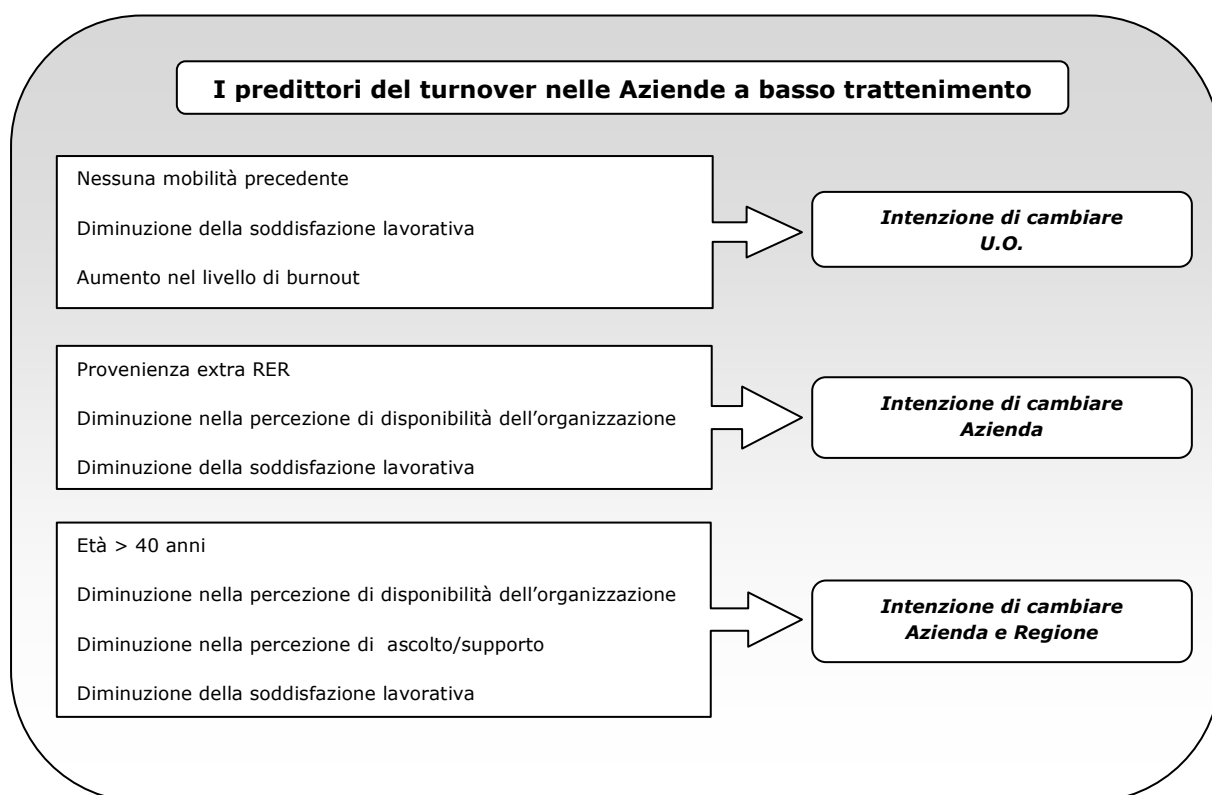 I predittori del turnover nelle Aziende a basso trattenimento
Nessuna mobilità precedente
Diminuzione della soddisfazione lavorativa
Aumento nel livello di burnout
Intenzione di cambiare
U.O.
Provenienza extra RER
Diminuzione nella percezione di disponibilità dell’organizzazione
Diminuzione della soddisfazione lavorativa
Intenzione di cambiare
Azienda
Età > 40 anni
Diminuzione nella percezione di disponibilità dell’organizzazione
Diminuzione nella percezione di ascolto/supporto
Diminuzione della soddisfazione lavorativa
Intenzione di cambiare
Azienda e Regione